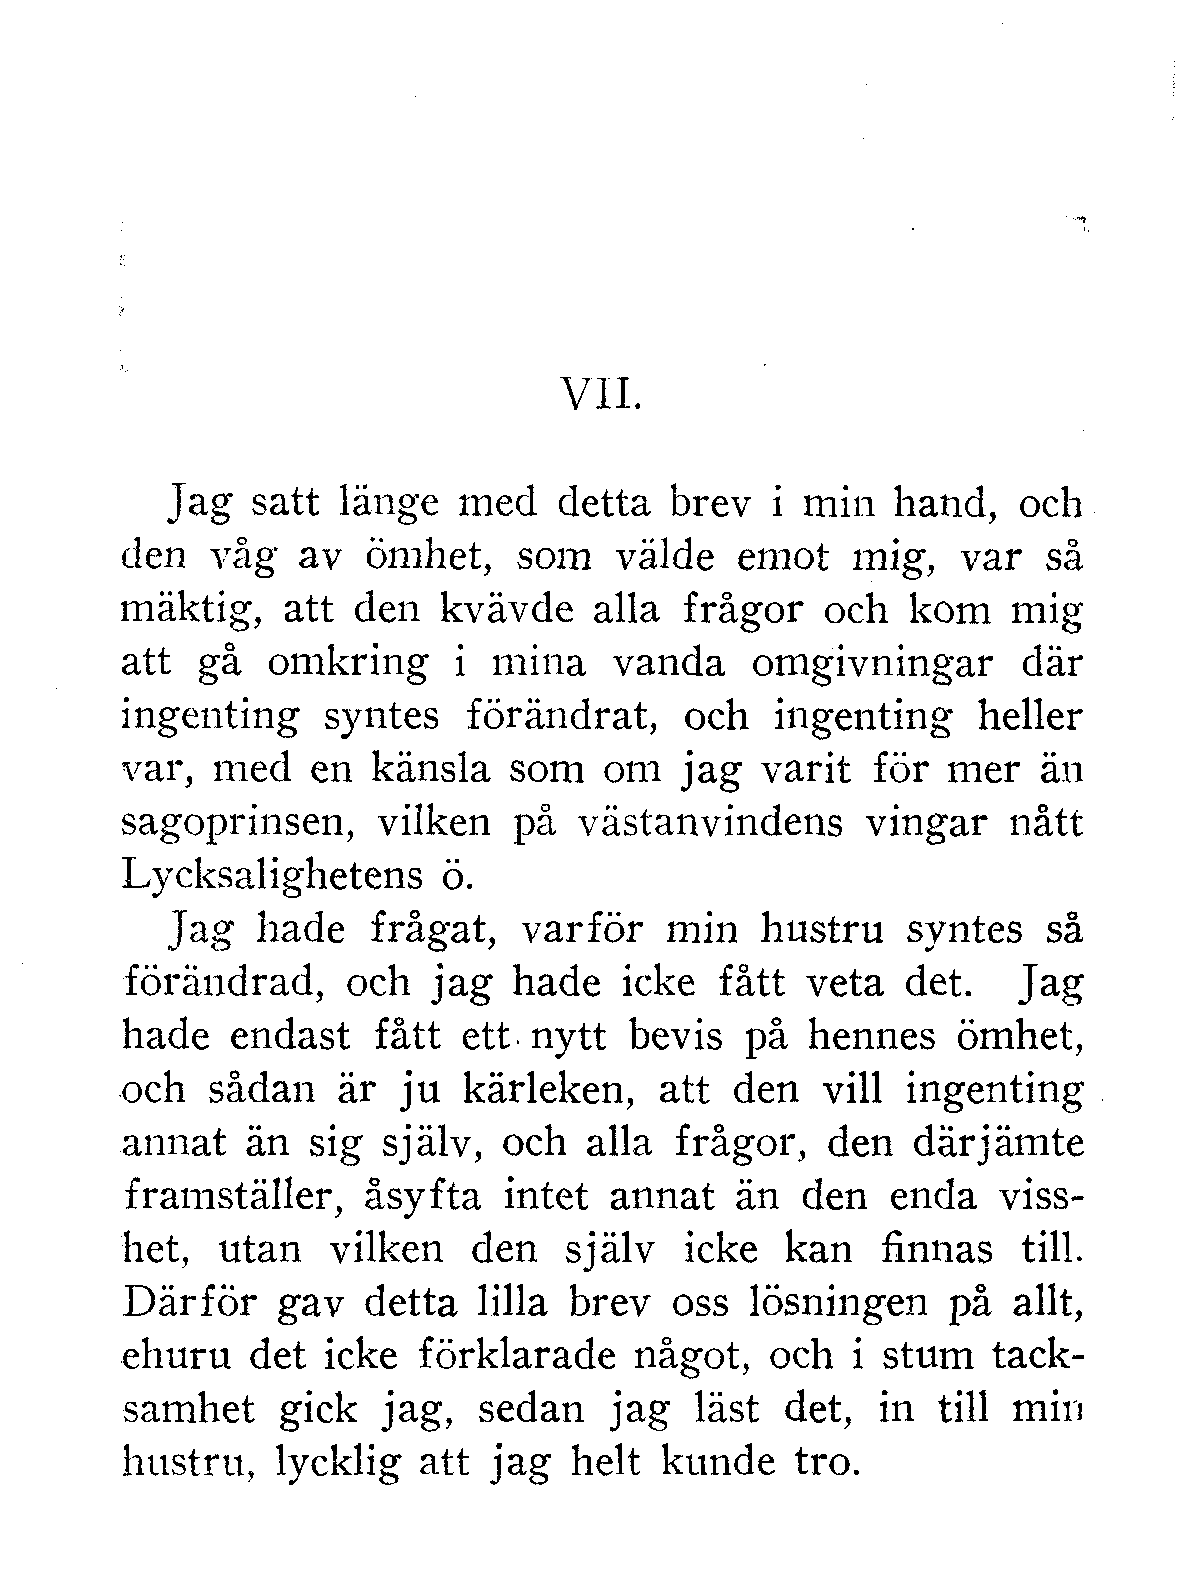 VII.
Jag satt länge med detta brev i min hand, och
den våg av ömhet, som välde emot mig, var så
mäktig, att den kvävde alla frågor och kom mig
att gå omkring i mina vanda omgivningar där
ingenting syntes förändrat, och ingenting heller
var, med en känsla som om jag varit för mer än
sagoprinsen, vilken på västanvindens vingar nått
Lycksalighetens ö.
Jag hade frågat, varför min hustru syntes så
förändrad, och jag hade icke fått veta det. Jag
hade endast fått ett nytt bevis på hennes ömhet,
och sådan är ju kärleken, att den vill ingenting
annat än sig själv, och alla frågor, den därjämte
framställer, åsyfta intet annat än den enda viss-
het, utan vilken den själv icke kan finnas till.
Därför gav detta lilla brev oss lösningen på allt,
ehuru det icke förklarade något, och i stum tack-
samhet gick jag, sedan jag läst det, in till min
hustru, lycklig att jag helt kunde tro.